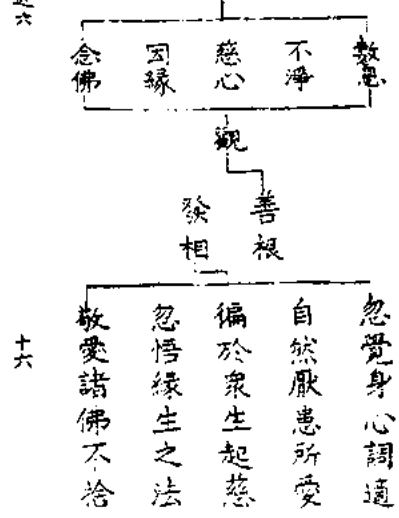 數息
不淨
慈心
因緣
念佛
觀
善根
發相
忽覺身心調適
自然厭患所愛
徧於衆生起慈
忽悟緣生之法
敬愛諸佛不捨
十六